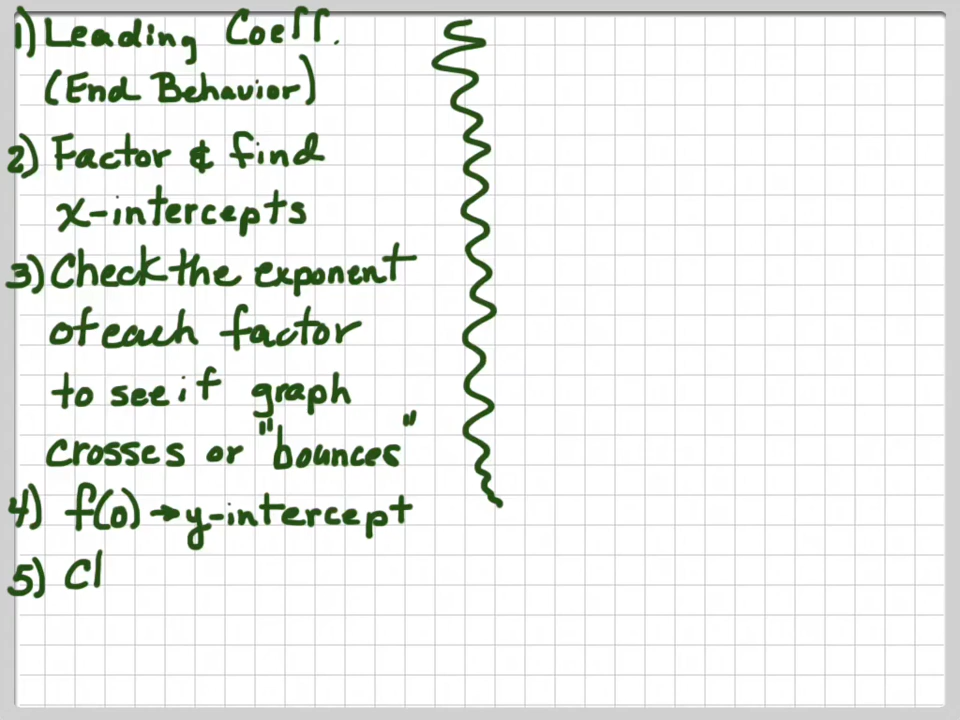 1) Leading Coeff.
(End Behavior)
2) Factor & find
x-intercepts
3) Check the exponent
of each factor
to see if graph
crosses or "bounces"
4) f(0) → y-intercept
5) Cl